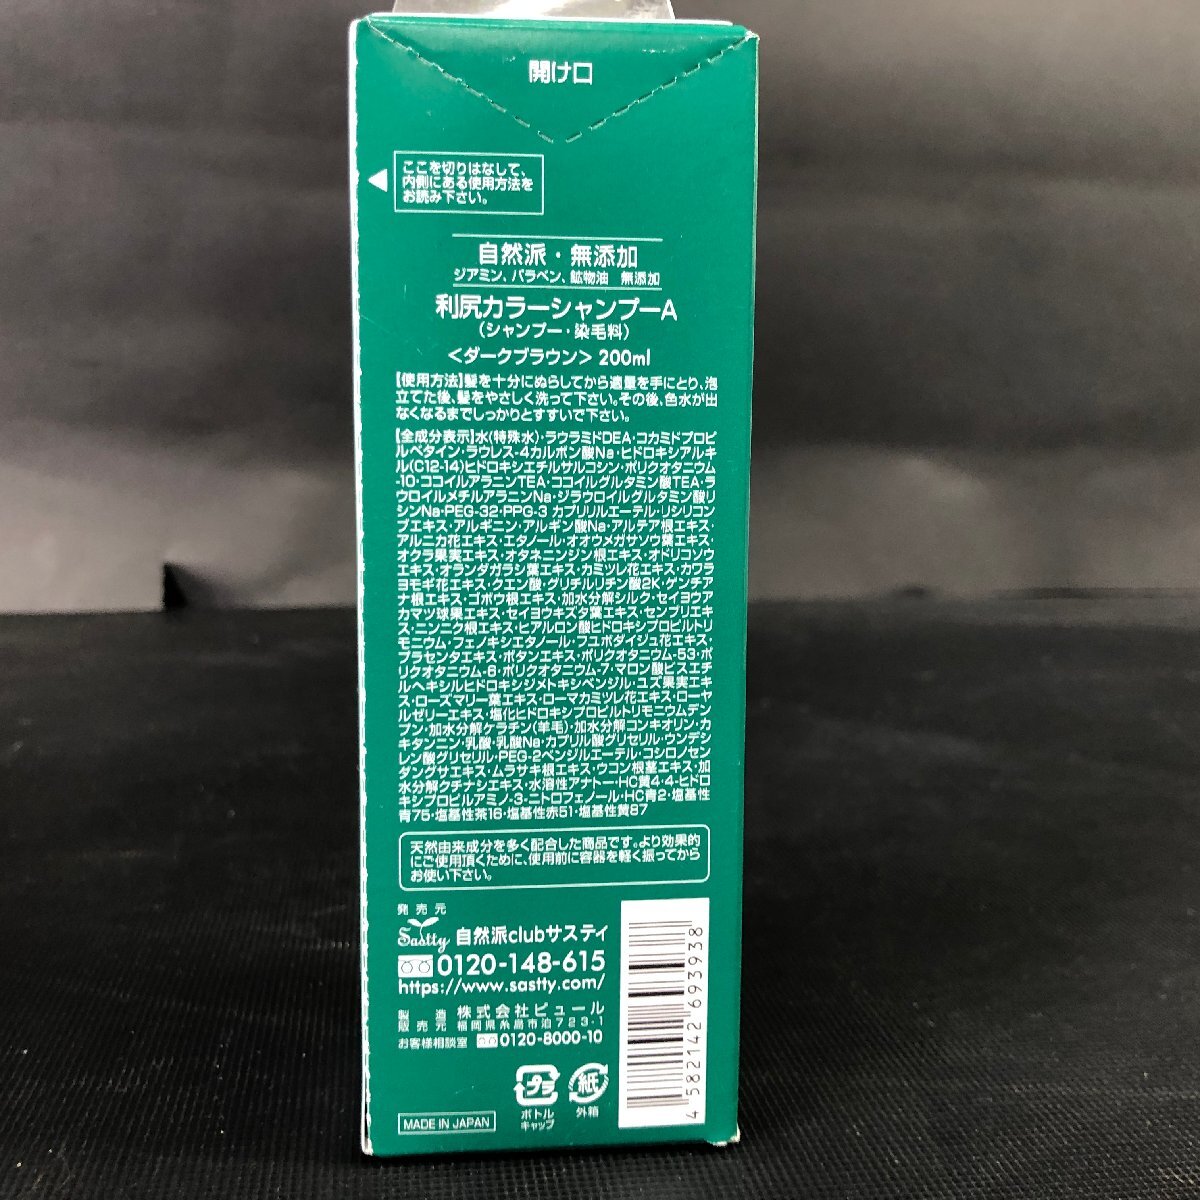 開け口
ここを切りはなして、
内側にある使用方法を
お読み下さい。
自然派・無添加
ジアミン、パラベン、鉱物油 無添加
利尻カラーシャンプーA
(シャンプー・染毛料)
<ダークブラウン> 200ml
【使用方法】髪を十分にぬらしてから適量を手にとり、泡
立てた後、髪をやさしく洗って下さい。その後、色水が出
なくなるまでしっかりとすすいで下さい。
【全成分表示】水(特殊水)・ラウラミドDEA・コカミドプロピ
ルベタイン・ラウレス-4カルボン酸Na・ヒドロキシアルキ
ル(C12-14)ヒドロキシエチルサルコシン・ポリクオタニウム
-10・ココイルアラニンTEA・ココイルグルタミン酸TEA・ラ
ウロイルメチルアラニンNa・ジラウロイルグルタミン酸リ
シンNa・PEG-32・PPG-3 カプリリルエーテル・リシリコン
ブエキス・アルギニン・アルギン酸Na・アルテア根エキス・
アルニカ花エキス・エタノール・オオウメガサソウ葉エキス・
オクラ果実エキス・オタネニンジン根エキス・オドリコソウ
エキス・オランダガラシ葉エキス・カミツレ花エキス・カワラ
ヨモギ花エキス・クエン酸・グリチルリチン酸2K・ゲンチア
ナ根エキス・ゴボウ根エキス・加水分解シルク・セイヨウア
カマツ球果エキス・セイヨウキズタ葉エキス・センブリエキ
ス・ニンニク根エキス・ヒアルロン酸ヒドロキシプロピルトリ
モニウム・フェノキシエタノール・フユボダイジュ花エキス・
プラセンタエキス・ボタンエキス・ポリクオタニウム-53・ポ
リクオタニウム-6・ポリクオタニウム-7・マロン酸ビスエチ
ルヘキシルヒドロキシジメトキシベンジル・ユズ果実エキ
ス・ローズマリー葉エキス・ローマカミツレ花エキス・ローヤ
ルゼリーエキス・塩化ヒドロキシプロピルトリモニウムデン
プン・加水分解ケラチン(羊毛)・加水分解コンキオリン・カ
キタンニン・乳酸・乳酸Na・カプリル酸グリセリル・ウンデシ
レン酸グリセリル・PEG-2ベンジルエーテル・コシロノセン
ダングサエキス・ムラサキ根エキス・ウコン根茎エキス・加
水分解クチナシエキス・水溶性アナトー・HC黄4・4-ヒドロ
キシプロピルアミノ-3-ニトロフェノール・HC青2・塩基性
青75・塩基性茶16・塩基性赤51・塩基性黄87
天然由来成分を多く配合した商品です。より効果的
にご使用頂くために、使用前に容器を軽く振ってから
お使い下さい。
発売元
Sastty 自然派clubサスティ
0120-148-615
https://www.sastty.com/
製造
販売元 株式会社ピュール
福岡県糸島市泊723-1
お客様相談室 0120-8000-10
プラ
ボトル
キャップ
紙
外箱
MADE IN JAPAN
4 582142 693938